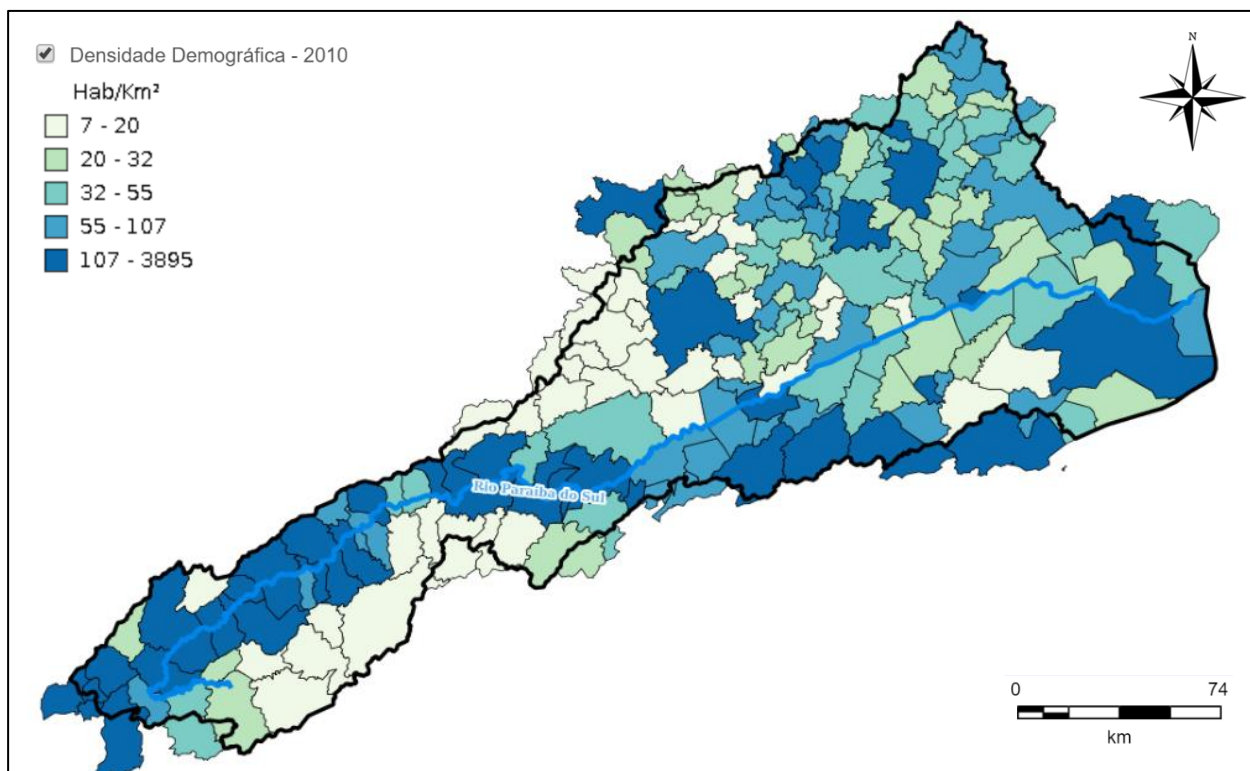 Densidade Demográfica - 2010
Hab/Km²
7 - 20
20 - 32
32 - 55
55 - 107
107 - 3895
N
Rio Paraíba do Sul
0 74
km